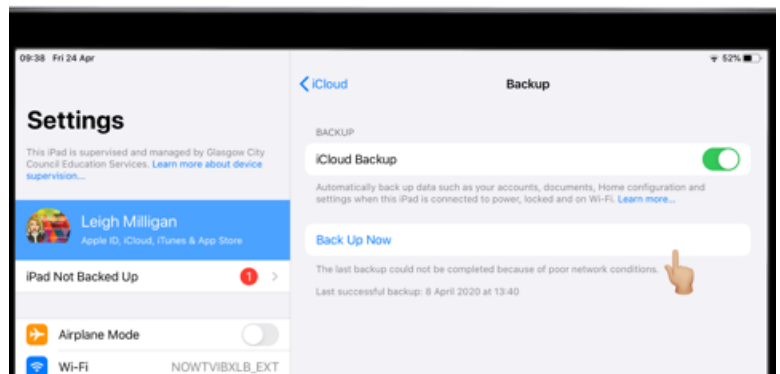 09:38 Fri 24 Apr
52%
Settings
This iPad is supervised and managed by Glasgow City
Council Education Services. Learn more about device
supervision...
Leigh Milligan
Apple ID, iCloud, iTunes & App Store
iPad Not Backed Up 1
Airplane Mode
Wi-Fi NOWTVIBXLB_EXT
iCloud Backup
BACKUP
iCloud Backup
Automatically back up data such as your accounts, documents, Home configuration and
settings when this iPad is connected to power, locked and on Wi-Fi. Learn more...
Back Up Now
The last backup could not be completed because of poor network conditions.
Last successful backup: 8 April 2020 at 13:40